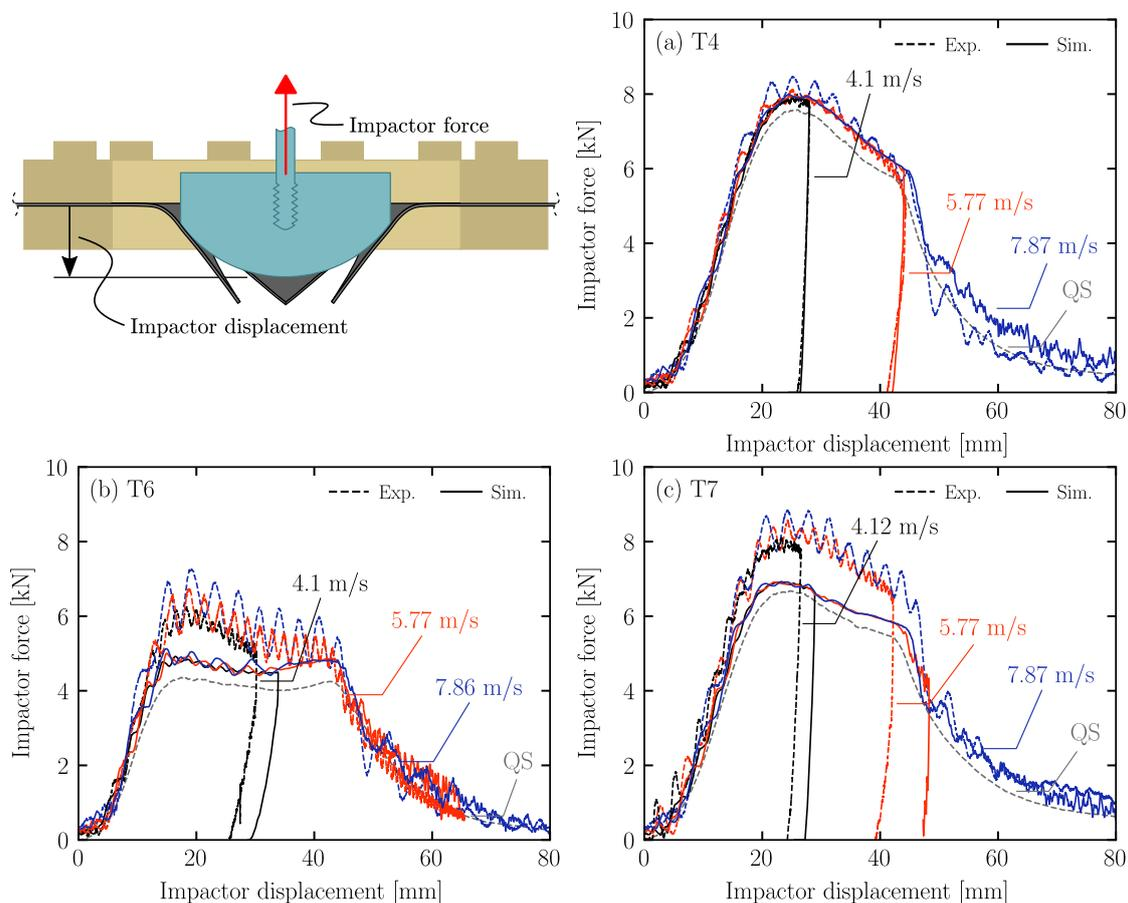 Impactor force
Impactor displacement
(a) T4
Exp.
Sim.
4.1 m/s
5.77 m/s
7.87 m/s
QS
Impactor force [kN]
10
8
6
4
2
0
0 20 40 60 80
Impactor displacement [mm]
(b) T6
Exp.
Sim.
4.1 m/s
5.77 m/s
7.86 m/s
QS
Impactor force [kN]
10
8
6
4
2
0
0 20 40 60 80
Impactor displacement [mm]
(c) T7
Exp.
Sim.
4.12 m/s
5.77 m/s
7.87 m/s
QS
Impactor force [kN]
10
8
6
4
2
0
0 20 40 60 80
Impactor displacement [mm]